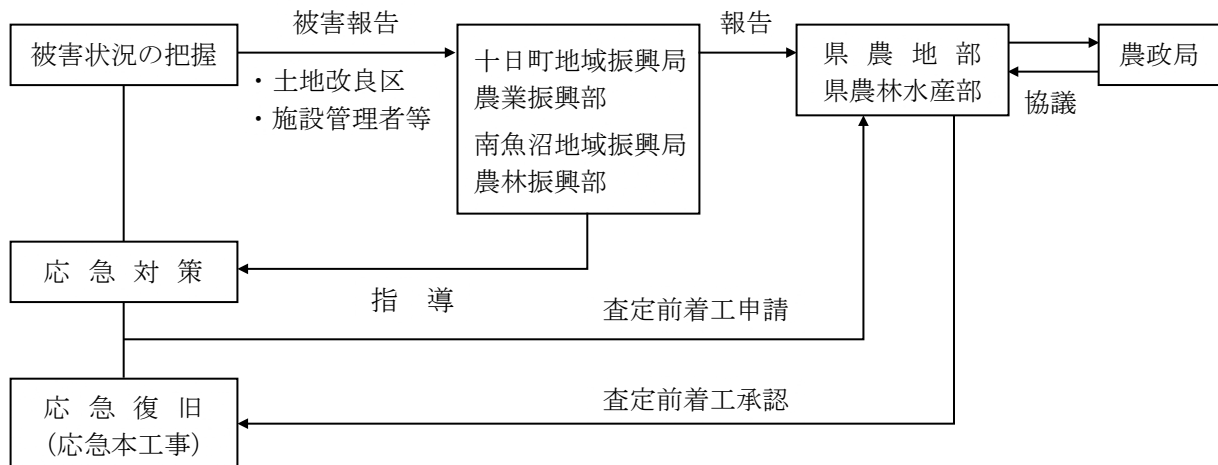 被害状況の把握
被害報告
・土地改良区
・施設管理者等
十日町地域振興局
農業振興部
南魚沼地域振興局
農林振興部
報告
県農地部
県農林水産部
農政局
協議
応急対策
指導
査定前着工申請
応急復旧
(応急本工事)
査定前着工承認